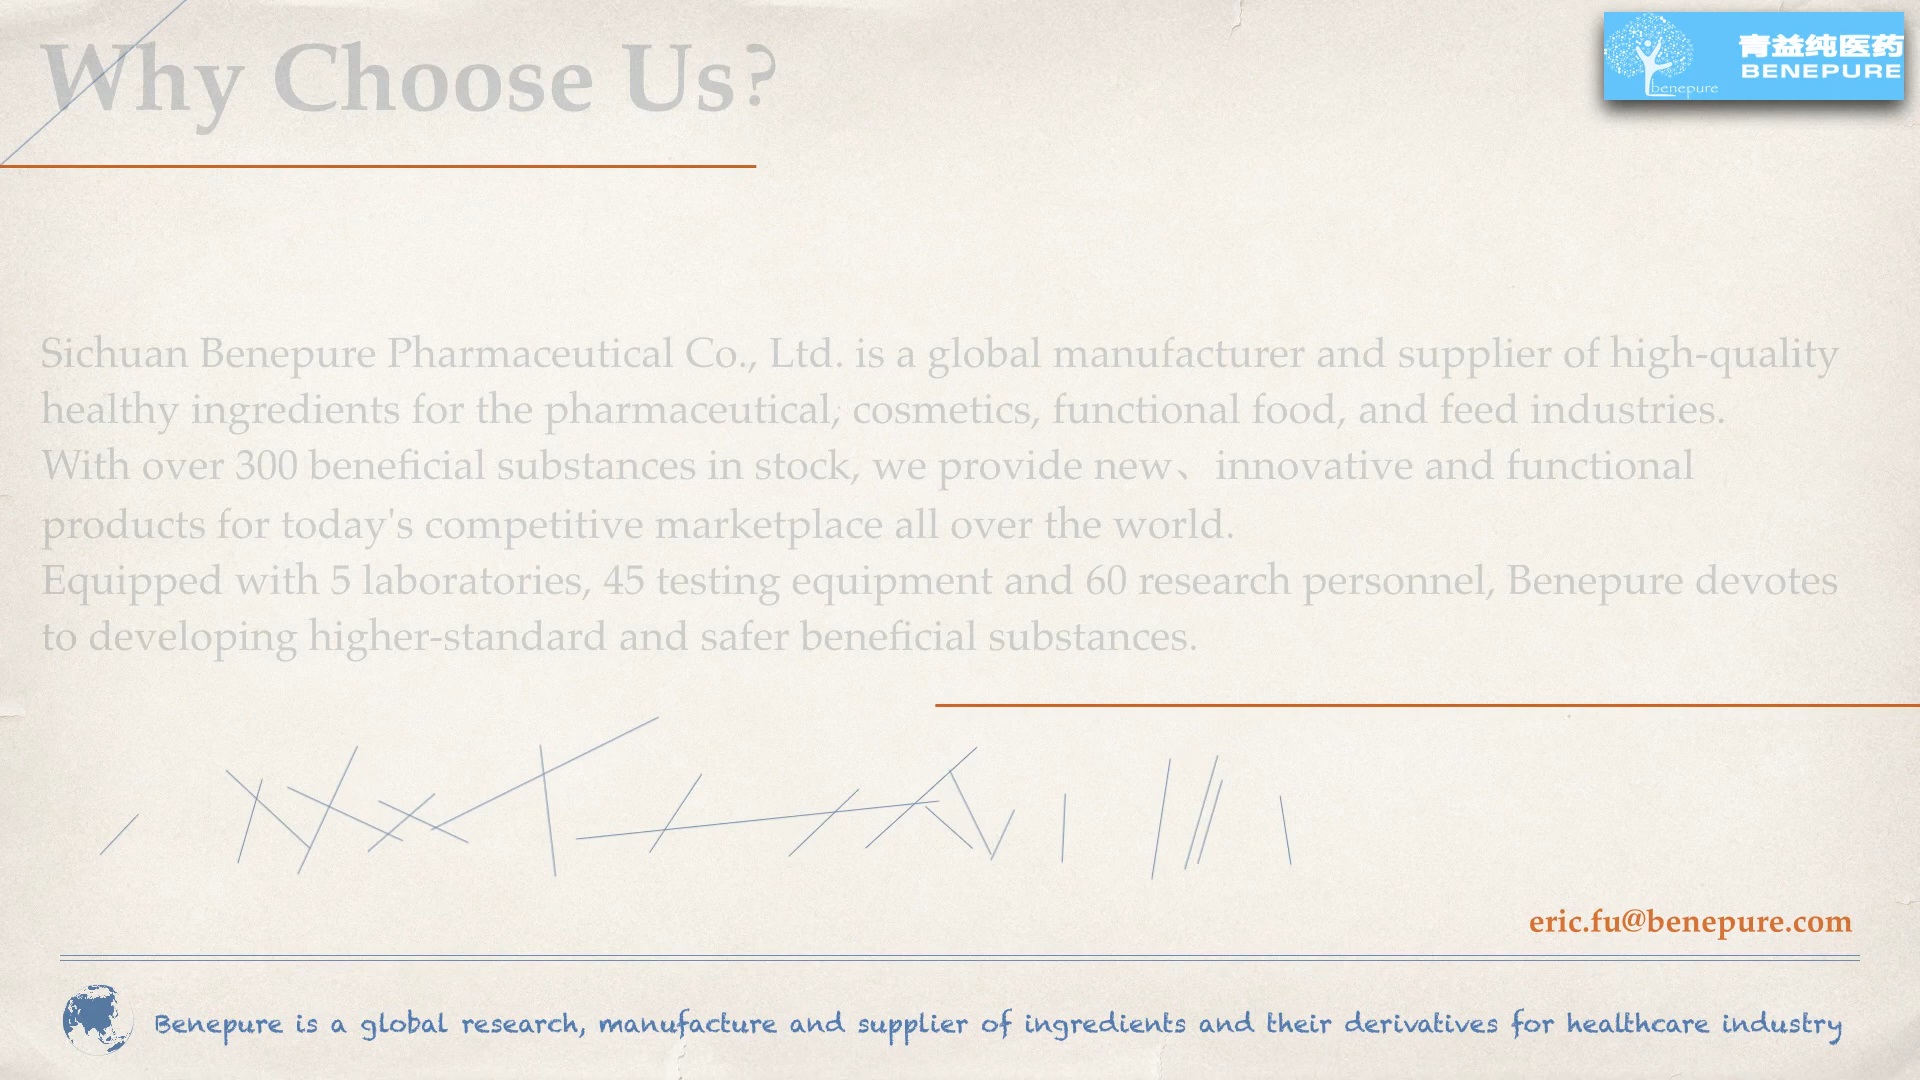 Why Choose Us?
青益纯医药
BENEPURE
benepure
Sichuan Benepure Pharmaceutical Co., Ltd. is a global manufacturer and supplier of high-quality
healthy ingredients for the pharmaceutical, cosmetics, functional food, and feed industries.
With over 300 beneficial substances in stock, we provide new、innovative and functional
products for today's competitive marketplace all over the world.
Equipped with 5 laboratories, 45 testing equipment and 60 research personnel, Benepure devotes
to developing higher-standard and safer beneficial substances.
eric.fu@benepure.com
Benepure is a global research, manufacture and supplier of ingredients and their derivatives for healthcare industry